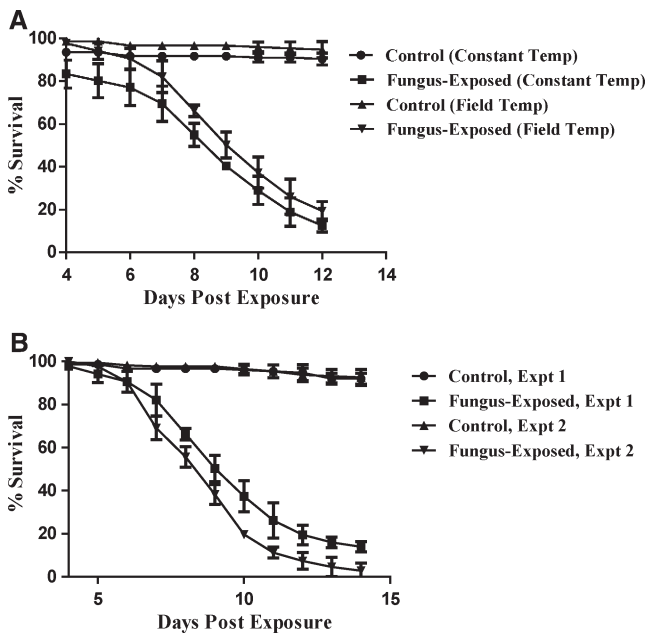 A
100
80
60
40
20
0
% Survival
4
6
8
10
12
14
Days Post Exposure
Control (Constant Temp)
Fungus-Exposed (Constant Temp)
Control (Field Temp)
Fungus-Exposed (Field Temp)
B
100
80
60
40
20
0
% Survival
5
10
15
Days Post Exposure
Control, Expt 1
Fungus-Exposed, Expt 1
Control, Expt 2
Fungus-Exposed, Expt 2